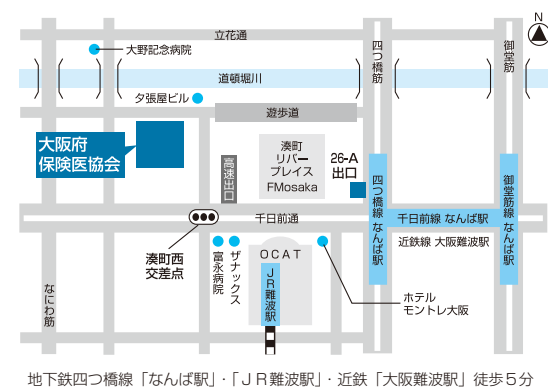 N
立花通
大野記念病院
四つ橋筋
御堂筋
道頓堀川
夕張屋ビル
遊歩道
大阪府
保険医協会
湊町
リバー
プレイス
FMosaka
26-A
出口
高速出口
四つ橋線 なんば駅
御堂筋線 なんば駅
千日前通
千日前線 なんば駅
近鉄線 大阪難波駅
湊町西
交差点
富永病院
ザナックス
OCAT
JR難波駅
ホテル
モントレ大阪
なにわ筋
地下鉄四つ橋線「なんば駅」・「JR難波駅」・近鉄「大阪難波駅」徒歩5分